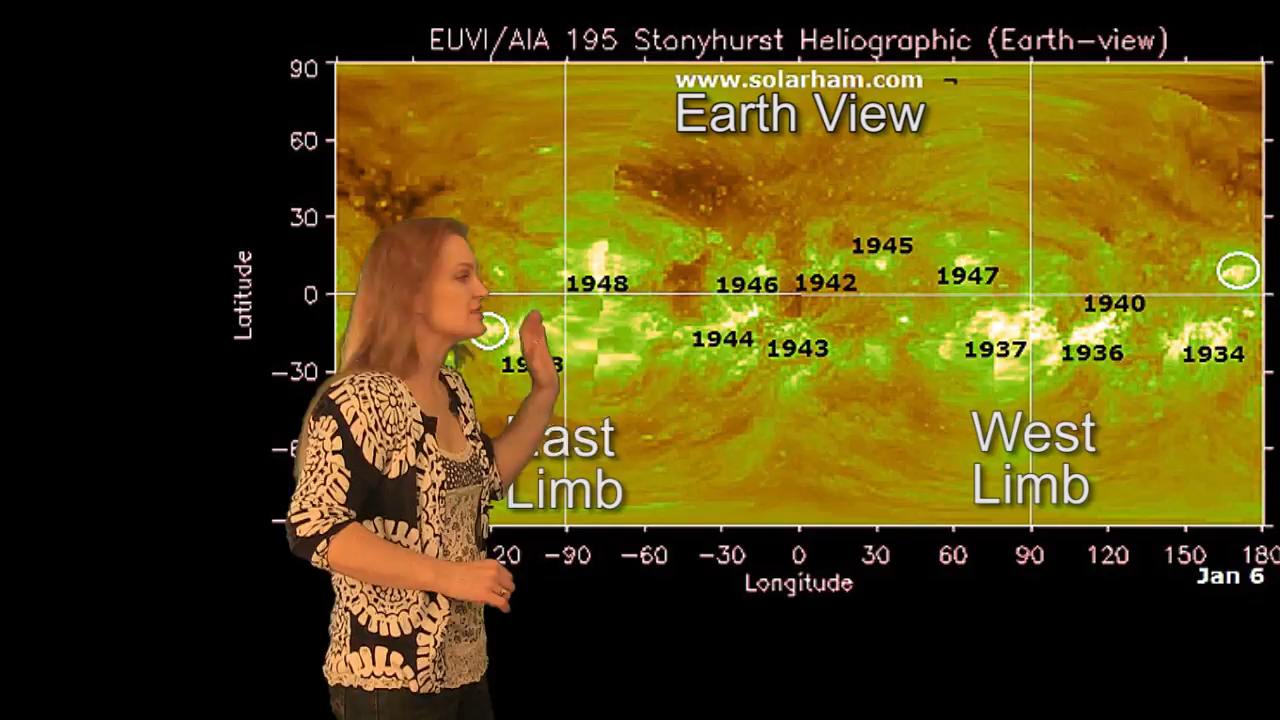 EUVI/AIA 195 Stonyhurst Heliographic (Earth-view)
www.solarham.com
Earth View
90
60
30
0
-30
Latitude
1945
1948
1946
1942
1947
1940
1944
1943
1937
1936
1934
East
Limb
West
Limb
-90
-60
-30
0
30
60
90
120
150
180
Longitude
Jan 6